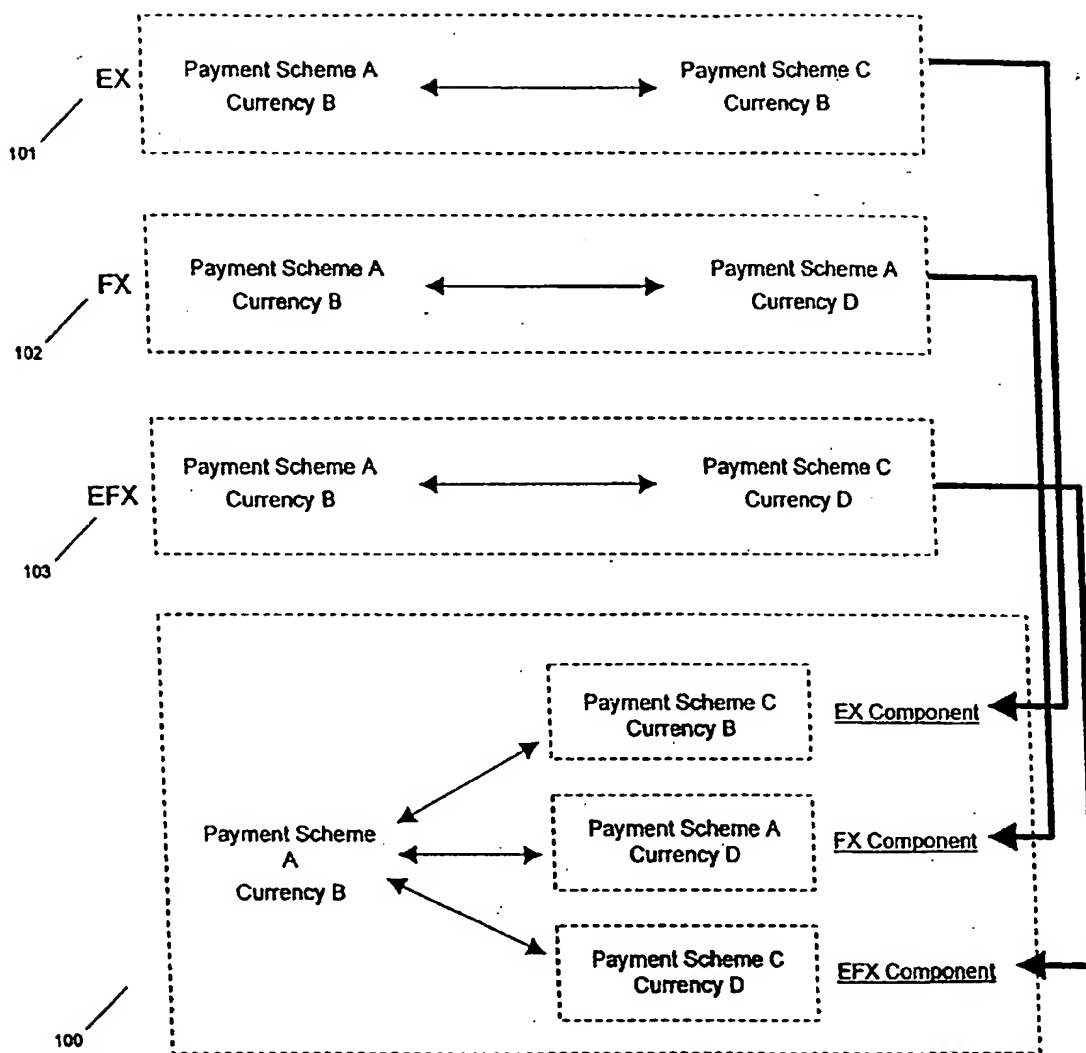 EX
Payment Scheme A
Currency B
Payment Scheme C
Currency B
101
FX
Payment Scheme A
Currency B
Payment Scheme A
Currency D
102
EFX
Payment Scheme A
Currency B
Payment Scheme C
Currency D
103
Payment Scheme
A
Currency B
Payment Scheme C
Currency B
EX Component
Payment Scheme A
Currency D
FX Component
Payment Scheme C
Currency D
EFX Component
100